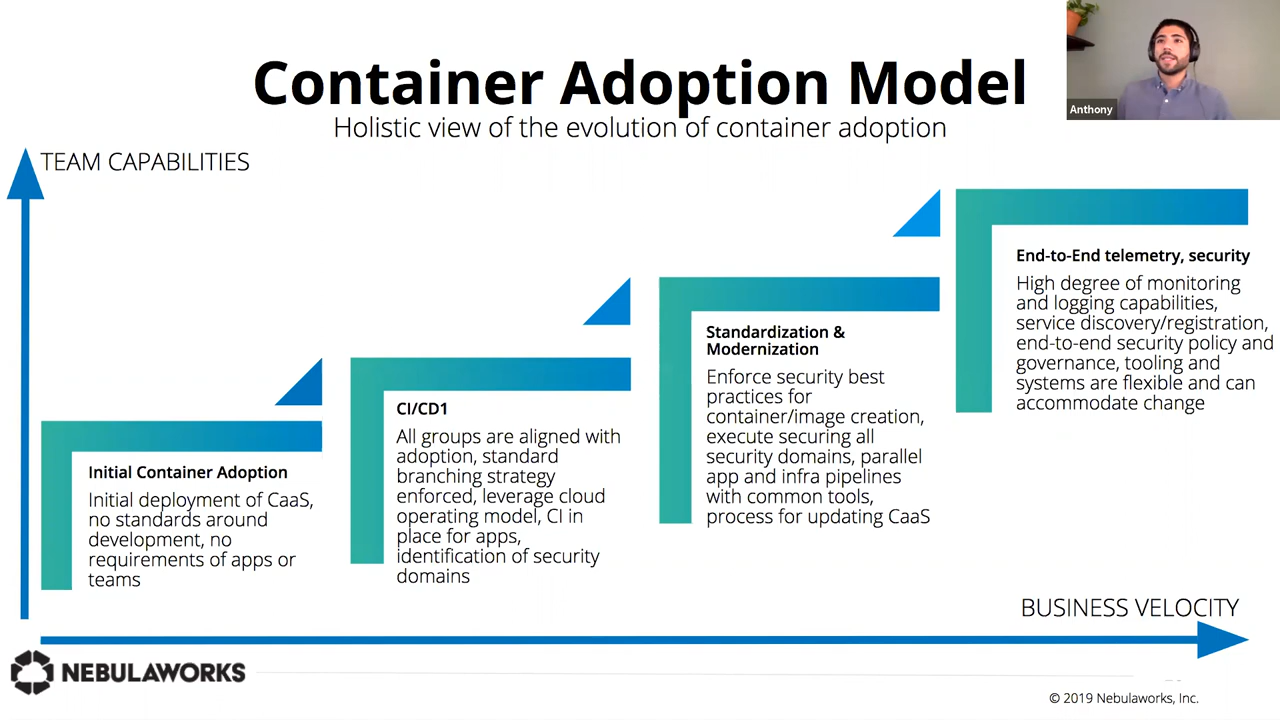 Container Adoption Model
Holistic view of the evolution of container adoption
Anthony
TEAM CAPABILITIES
Initial Container Adoption
Initial deployment of CaaS,
no standards around
development, no
requirements of apps or
teams
CI/CD1
All groups are aligned with
adoption, standard
branching strategy
enforced, leverage cloud
operating model, CI in
place for apps,
identification of security
domains
Standardization &
Modernization
Enforce security best
practices for
container/image creation,
execute securing all
security domains, parallel
app and infra pipelines
with common tools,
process for updating CaaS
End-to-End telemetry, security
High degree of monitoring
and logging capabilities,
service discovery/registration,
end-to-end security policy and
governance, tooling and
systems are flexible and can
accommodate change
BUSINESS VELOCITY
NEBULAWORKS
© 2019 Nebulaworks, Inc.